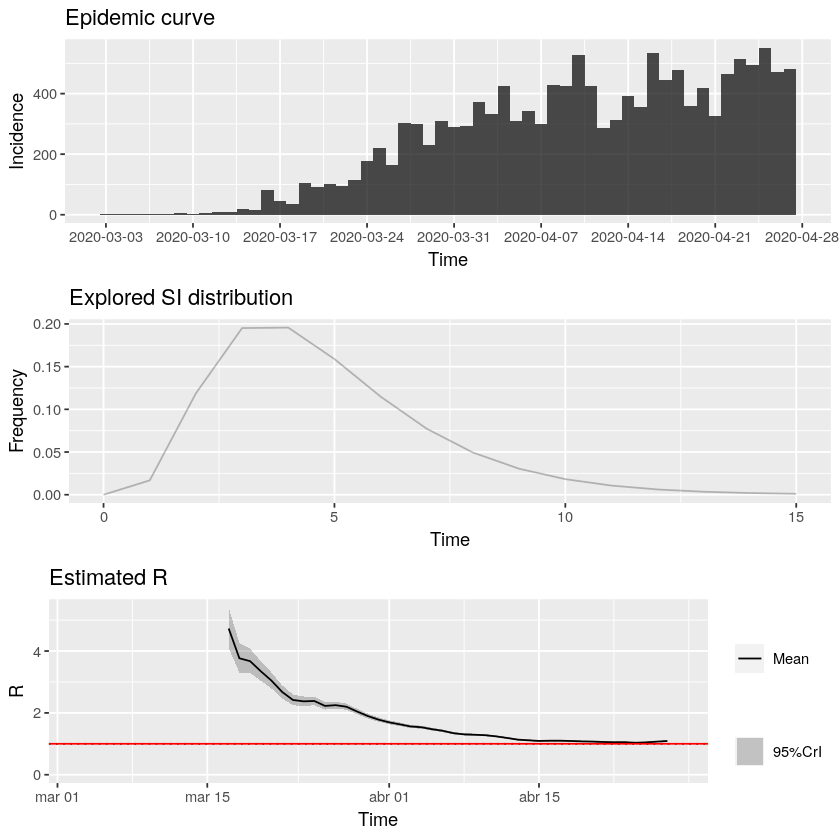 Epidemic curve
400
200
0
Incidence
2020-03-03 2020-03-10 2020-03-17 2020-03-24 2020-03-31 2020-04-07 2020-04-14 2020-04-21 2020-04-28
Time
Explored SI distribution
0.20
0.15
0.10
0.05
0.00
Frequency
0 5 10 15
Time
Estimated R
4
2
0
R
mar 01 mar 15 abr 01 abr 15
Time
Mean
95%CrI